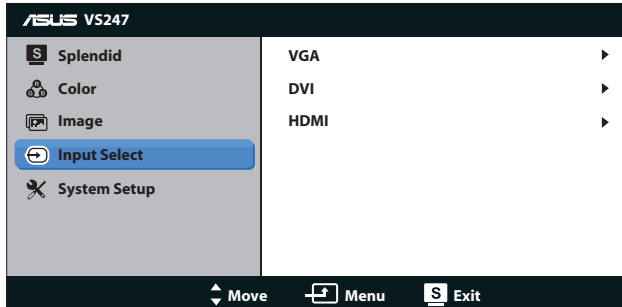 ASUS VS247
S Splendid
R G B Color
Image
Input Select
System Setup
VGA
DVI
HDMI
Move Menu S Exit